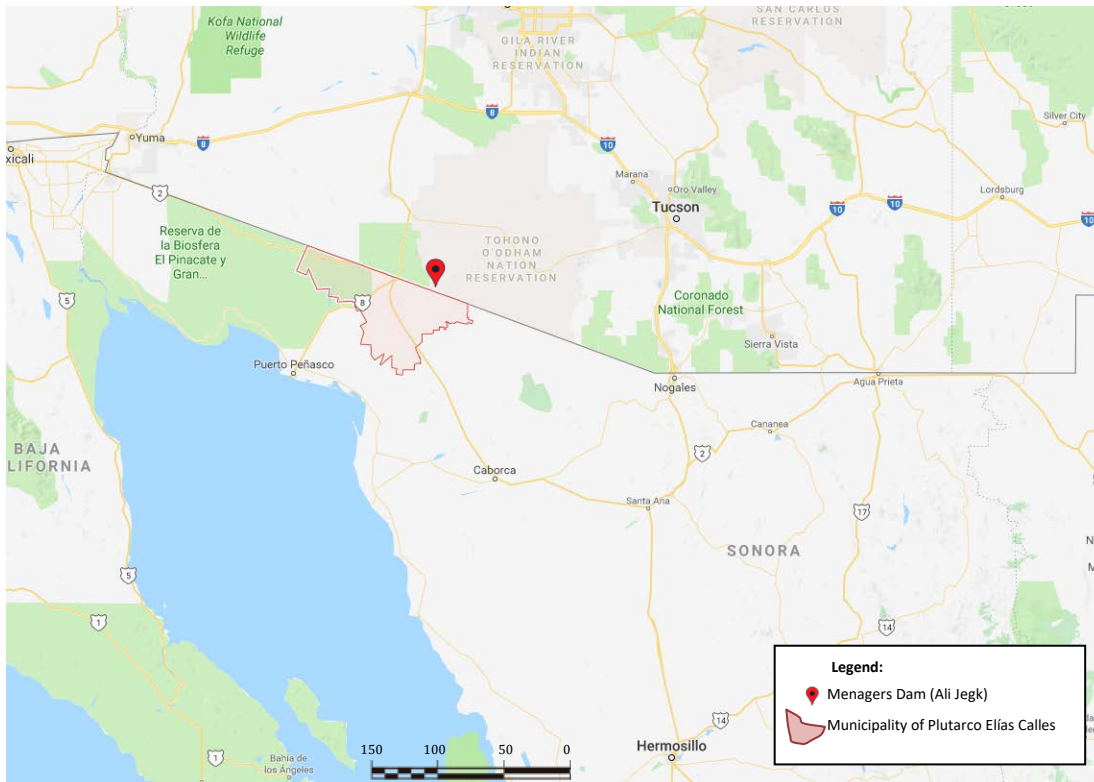 SAN CARLOS
RESERVATION
Kofa National
Wildlife
Refuge
GILA RIVER
INDIAN
RESERVATION
8
8
10
Silver City
Yuma
xicali
2
Marana
Oro Valley
Tucson
Lordsburg
10
10
10
Reserva de
la Biosfera
El Pinacate y
Gran...
TOHONO
O'ODHAM
NATION
RESERVATION
5
8
Coronado
National Forest
Sierra Vista
Puerto Peñasco
Nogales
Agua Prieta
Cananea
BAJA
LIFORNIA
2
Caborca
Santa Ana
17
SONORA
N
M
5
1
14
Legend:
Menagers Dam (Ali Jegk)
Municipality of Plutarco Elías Calles
14
Hermosillo
1
Bahía de
los Ángeles
150 100 50 0